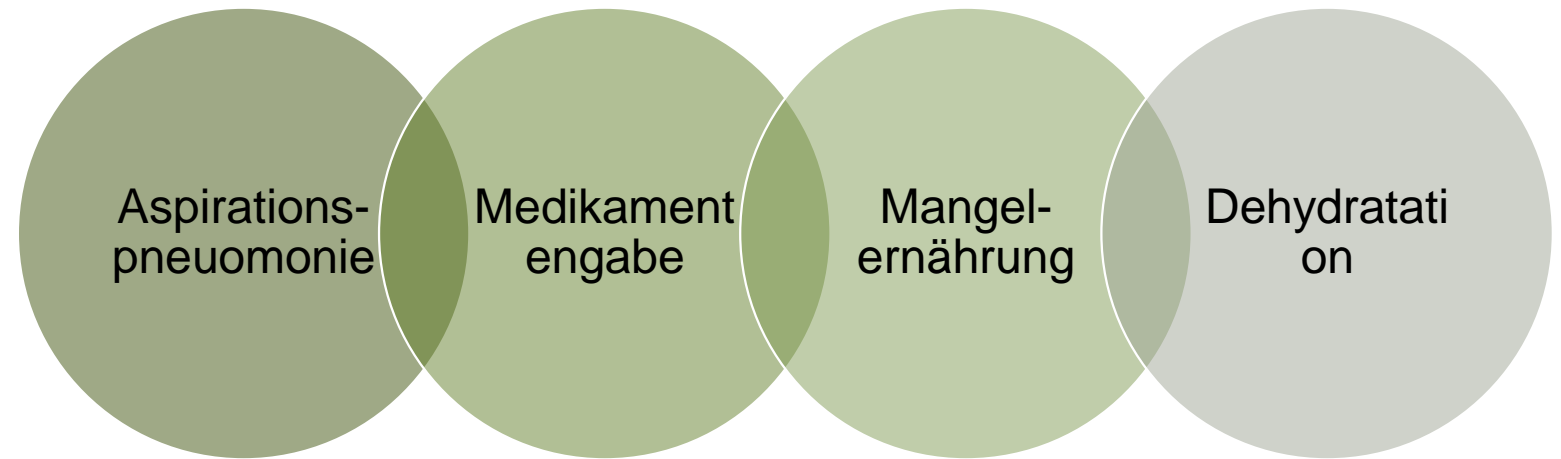 Aspirations-
pneuomonie
Medikament
engabe
Mangel-
ernährung
Dehydratati
on